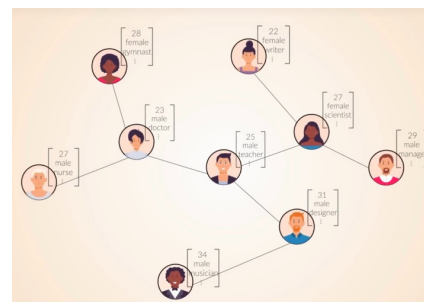 28
female
gymnast
22
female
writer
23
male
doctor
27
female
scientist
27
male
nurse
25
male
teacher
29
male
manage
31
male
designer
34
male
musician